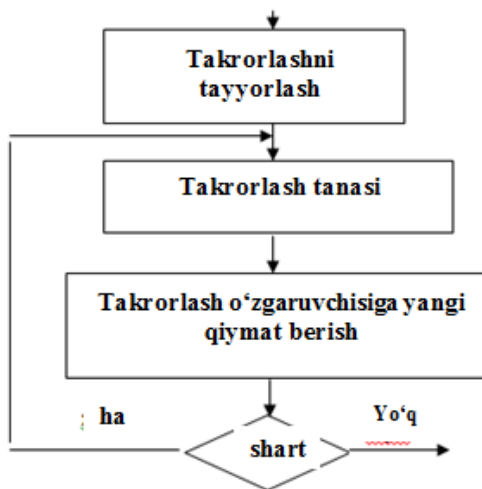 Takrorlashni
tayyorlash
Takrorlash tanasi
Takrorlash o‘zgaruvchisiga yangi
qiymat berish
ha
Yo‘q
shart